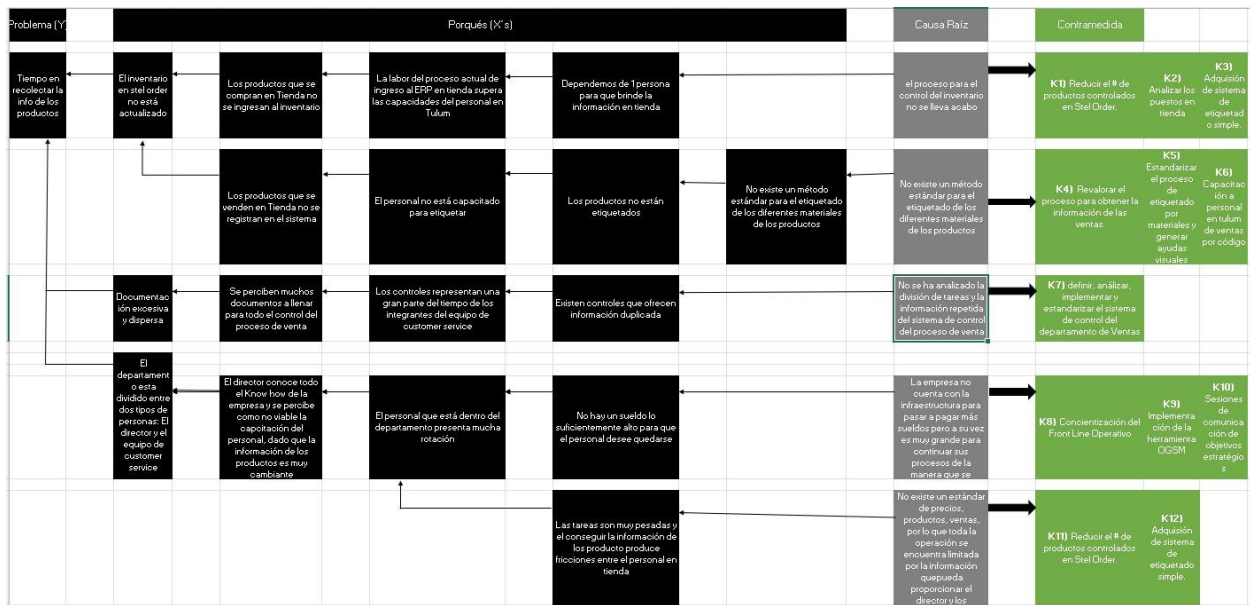 Problema (Y)
Porqués (X´s)
Causa Raíz
Contramedida
Tiempo en
recolectar la
info de los
productos
El inventario
en stel order
no está
actualizado
Los productos que se
compran en Tienda no
se ingresan al inventario
La labor del proceso actual de
ingreso al ERP en tienda supera
las capacidades del personal en
Tulum
Dependemos de 1 persona
para que brinde la
información en tienda
el proceso para el
control del inventario
no se lleva acabo
K1) Reducir el # de
productos controlados
en Stel Order.
K2)
Analizar los
puestos en
tienda
K3)
Adquisión
de sistema
de
etiquetad
o simple.
Los productos que se
venden en Tienda no se
registran en el sistema
El personal no está capacitado
para etiquetar
Los productos no están
etiquetados
No existe un método
estándar para el etiquetado
de los diferentes materiales
de los productos
No existe un método
estándar para el
etiquetado de los
diferentes materiales
de los productos
K4) Revalorar el
proceso para obtener la
información de las
ventas.
K5)
Estandarizar
el proceso
de
etiquetado
por
materiales y
generar
ayudas
visuales
K6)
Capacitac
ión a
personal
en tulum
de ventas
por código
Documentac
ión excesiva
y dispersa
Se perciben muchos
documentos a llenar
para todo el control del
proceso de venta
Los controles representan una
gran parte del tiempo de los
integrantes del equipo de
customer service
Existen controles que ofrecen
información duplicada
No se ha analizado la
división de tareas y la
información repetida
del sistema de control
del proceso de venta
K7) definir, análizar,
implementar y
estandarizar el sistema
de control del
departamento de Ventas
El
departament
o esta
dividido entre
dos tipos de
personas: El
director y el
equipo de
customer
service
El director conoce todo
el Know how de la
empresa y se percibe
como no viable la
capcitación del
personal, dado que la
información de los
productos es muy
cambiante
El personal que está dentro del
departamento presenta mucha
rotación
No hay un sueldo lo
suficientemente alto para que
el personal desee quedarse
La empresa no
cuenta con la
infraestructura para
pasar a pagar más
sueldos pero a su vez
es muy grande para
continuar sus
procesos de la
manera que se
K8) Concientización del
Front Line Operativo
K9)
Implementa
ción de la
herramienta
OGSM
K10)
Sesiones
de
comunica
ción de
objetivos
estratégio
s
Las tareas son muy pesadas y
el conseguir la información de
los producto produce
fricciones entre el personal en
tienda
No existe un estándar
de precios,
productos, ventas,
por lo que toda la
operación se
encuentra limitada
por la información
quepueda
proporcionar el
director y los
K11) Reducir el # de
productos controlados
en Stel Order.
K12)
Adquisión
de sistema
de
etiquetado
simple.